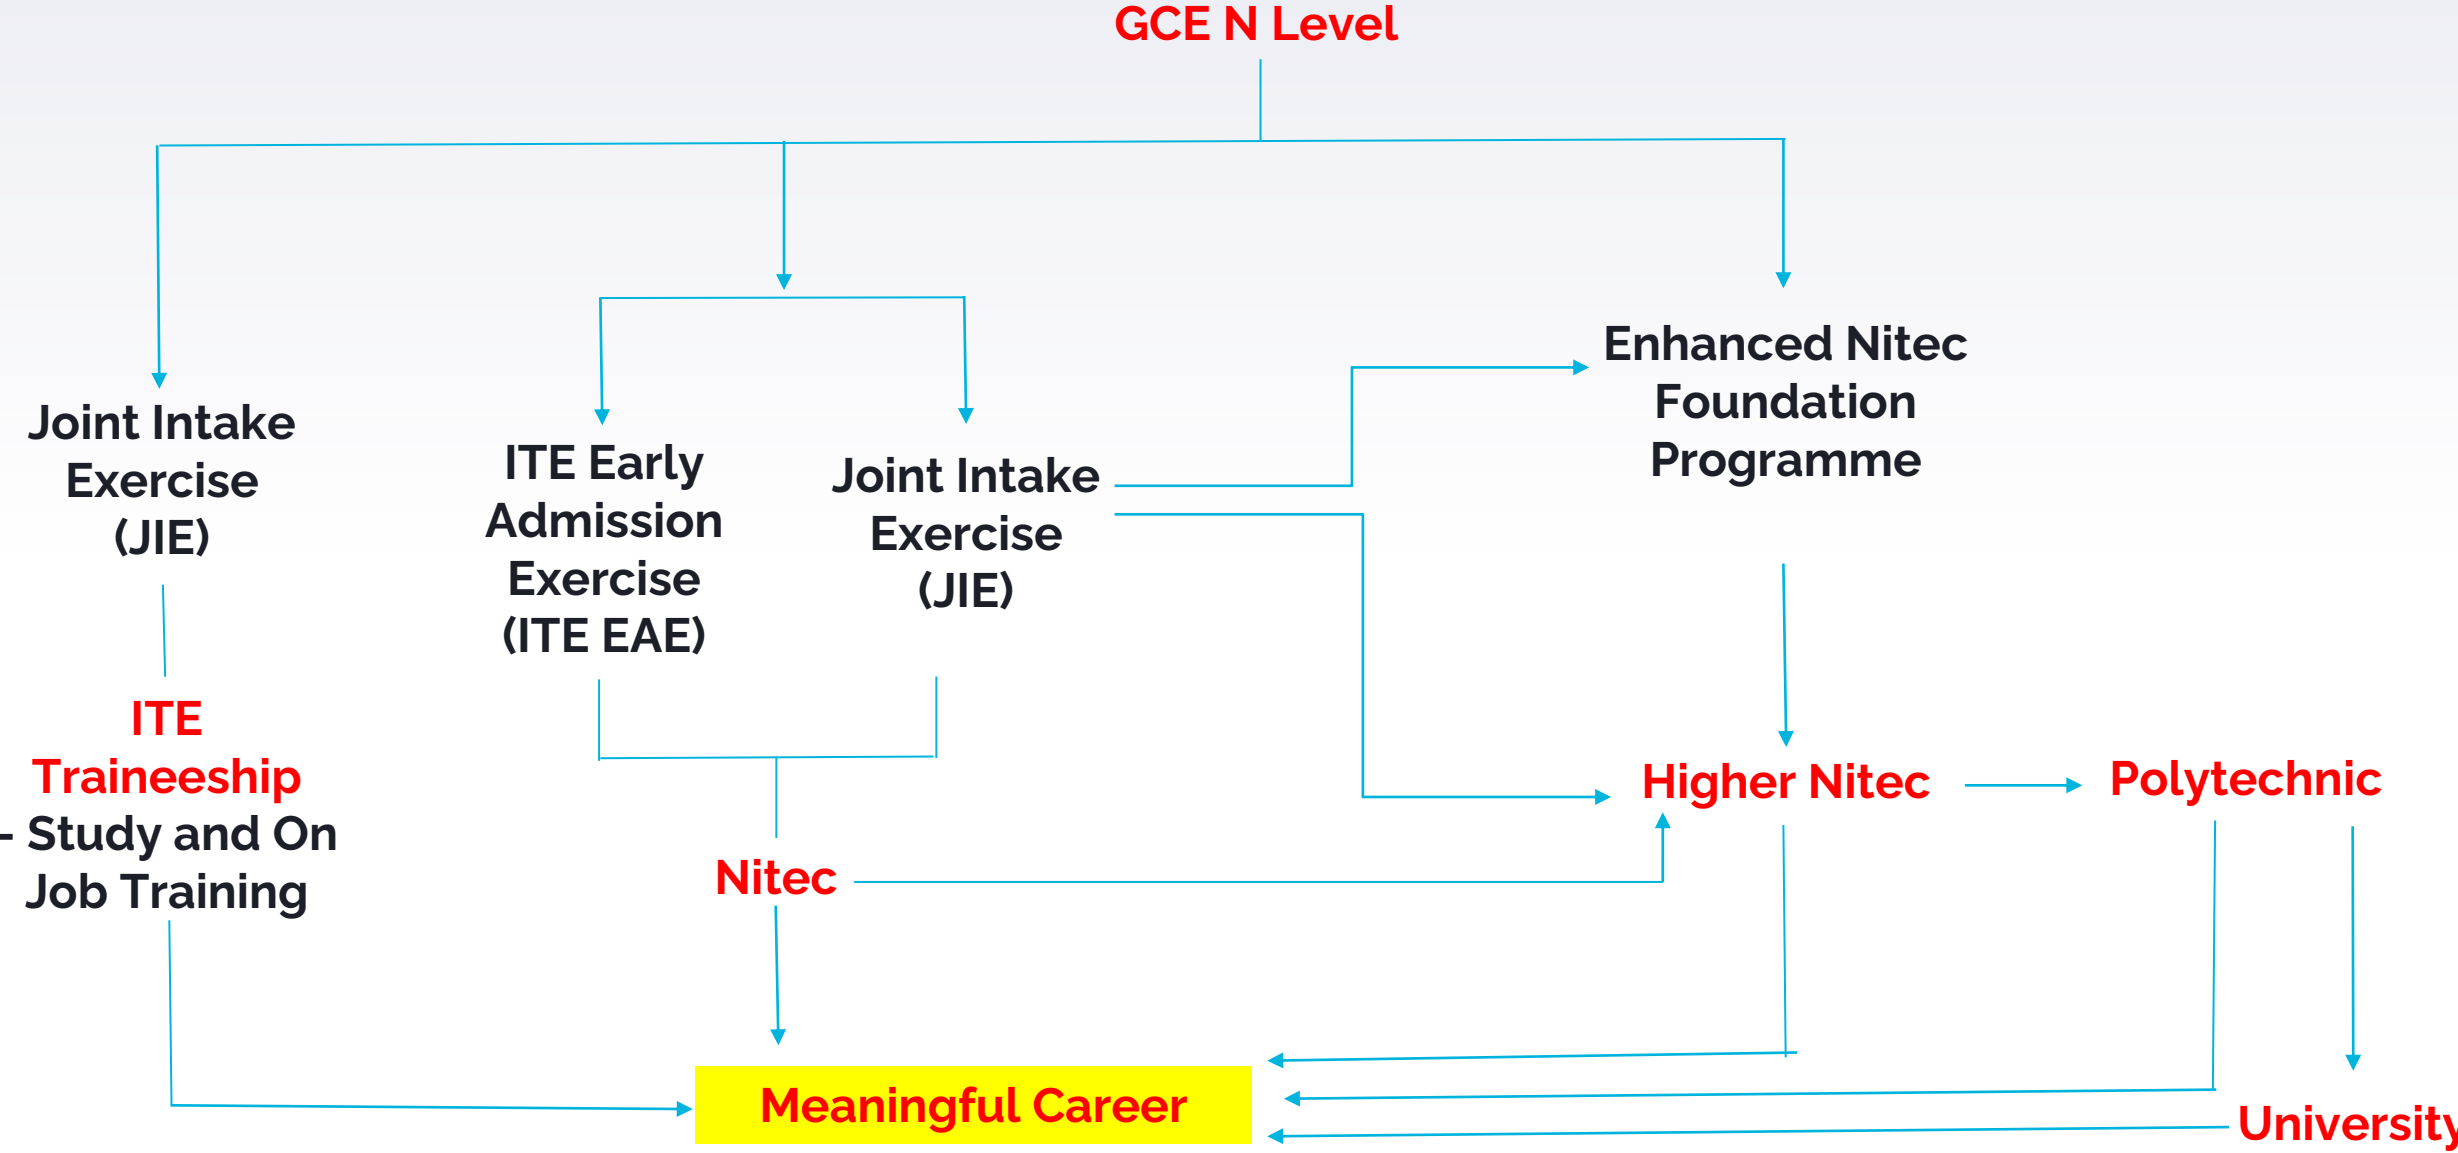 GCE N Level
Joint Intake
Exercise
(JIE)
ITE
Traineeship
- Study and On
Job Training
ITE Early
Admission
Exercise
(ITE EAE)
Joint Intake
Exercise
(JIE)
Enhanced Nitec
Foundation
Programme
Nitec
Higher Nitec
Polytechnic
Meaningful Career
University